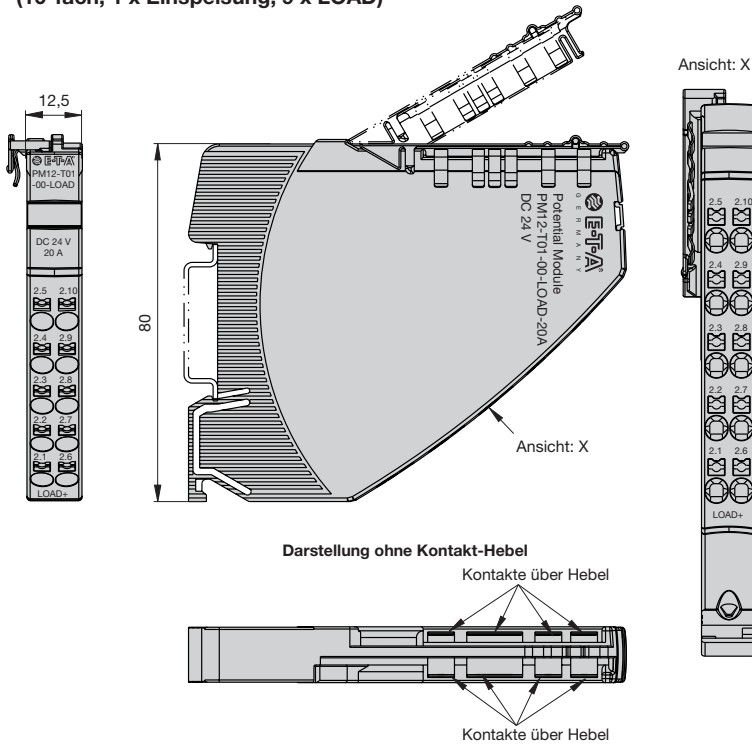 (10-fach, 1 x Einspeisung, 9 x LOAD)
Ansicht: X
12,5
E-T-A
PM12-T01
-00-LOAD
DC 24 V
20 A
2.5 2.10
2.4 2.9
2.3 2.8
2.2 2.7
2.1 2.6
LOAD+
80
E-T-A®
GERMANY
Potential Module
PM12-T01-00-LOAD-20A
DC 24 V
Ansicht: X
2.5 2.10
2.4 2.9
2.3 2.8
2.2 2.7
2.1 2.6
LOAD+
Darstellung ohne Kontakt-Hebel
Kontakte über Hebel
Kontakte über Hebel